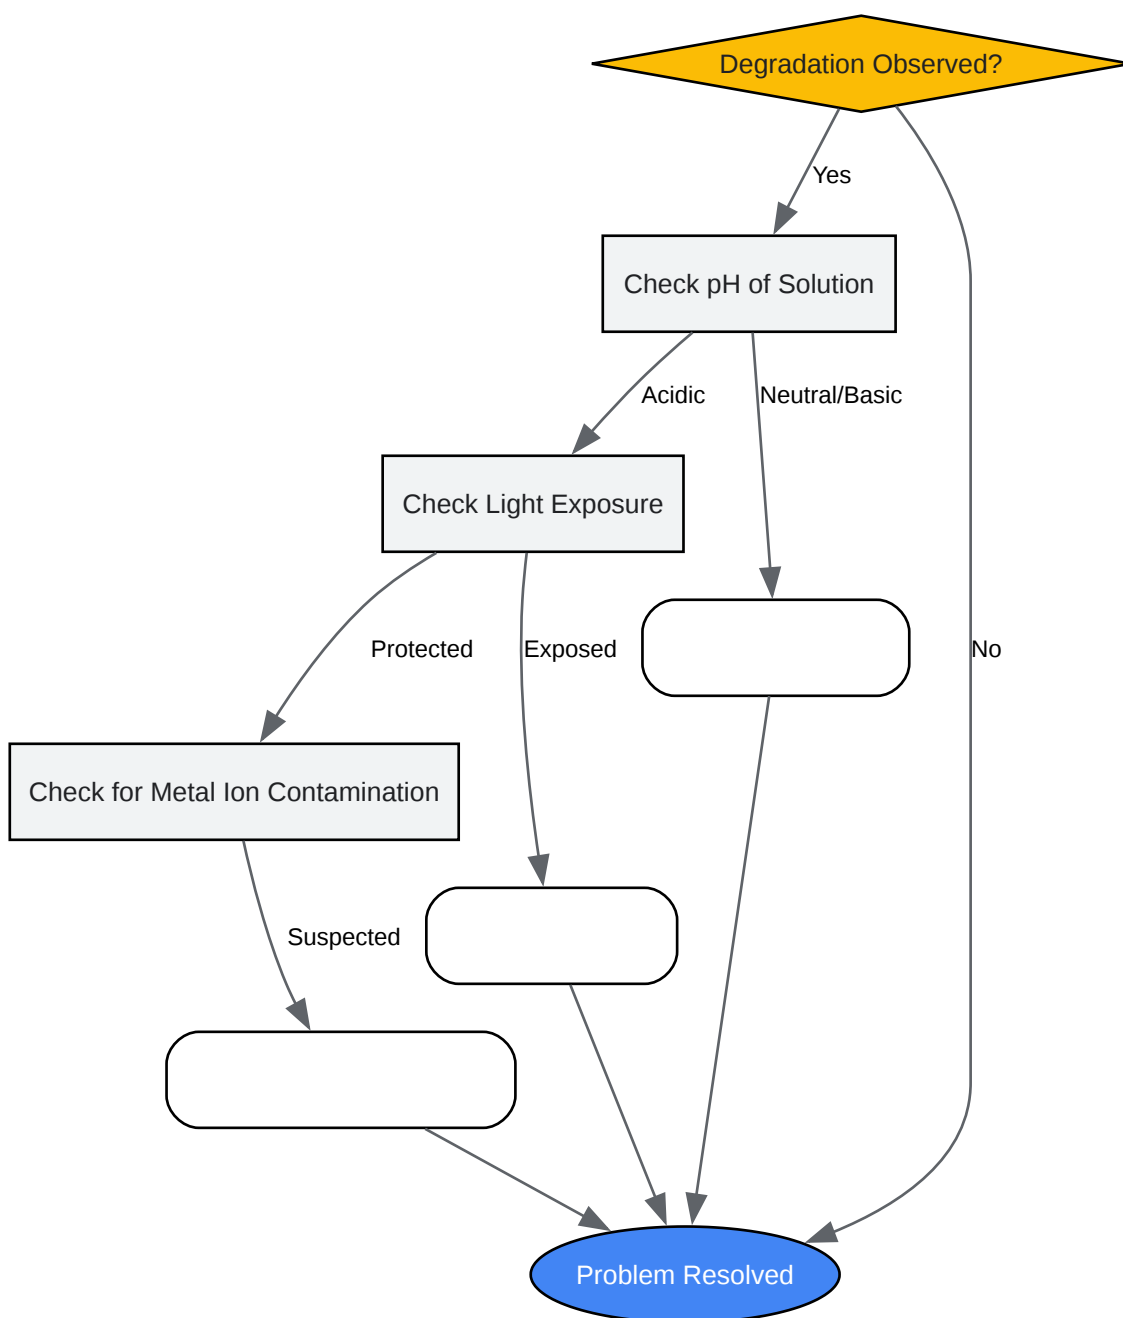 Degradation Observed?
Yes
Check pH of Solution
Acidic
Neutral/Basic
Check Light Exposure
Protected
Exposed
No
Check for Metal Ion Contamination
Suspected
Problem Resolved